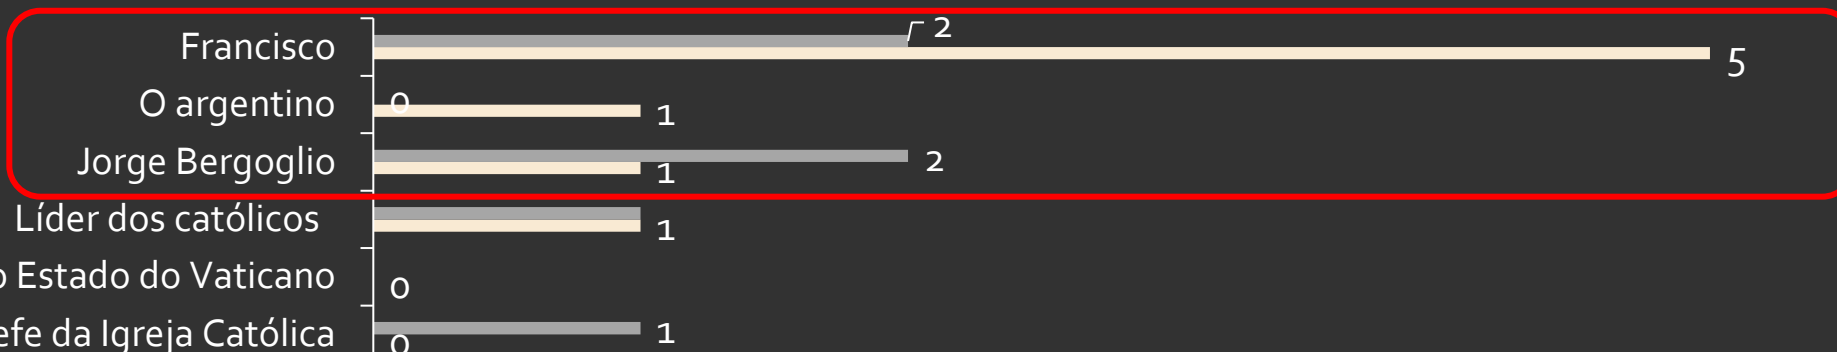 Francisco 2
5
O argentino 0
1
Jorge Bergoglio 2
1
Líder dos católicos 1
o Estado do Vaticano 0
efe da Igreja Católica 1
0